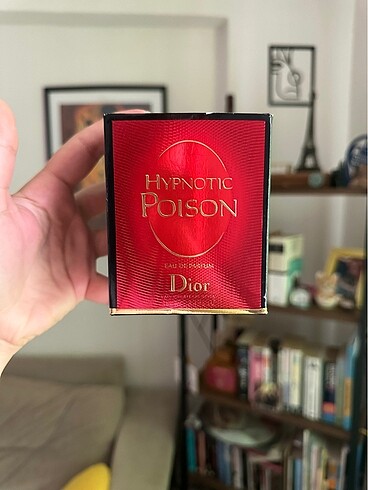 HYPNOTIC
POISON
EAU DE PARFUM
Dior